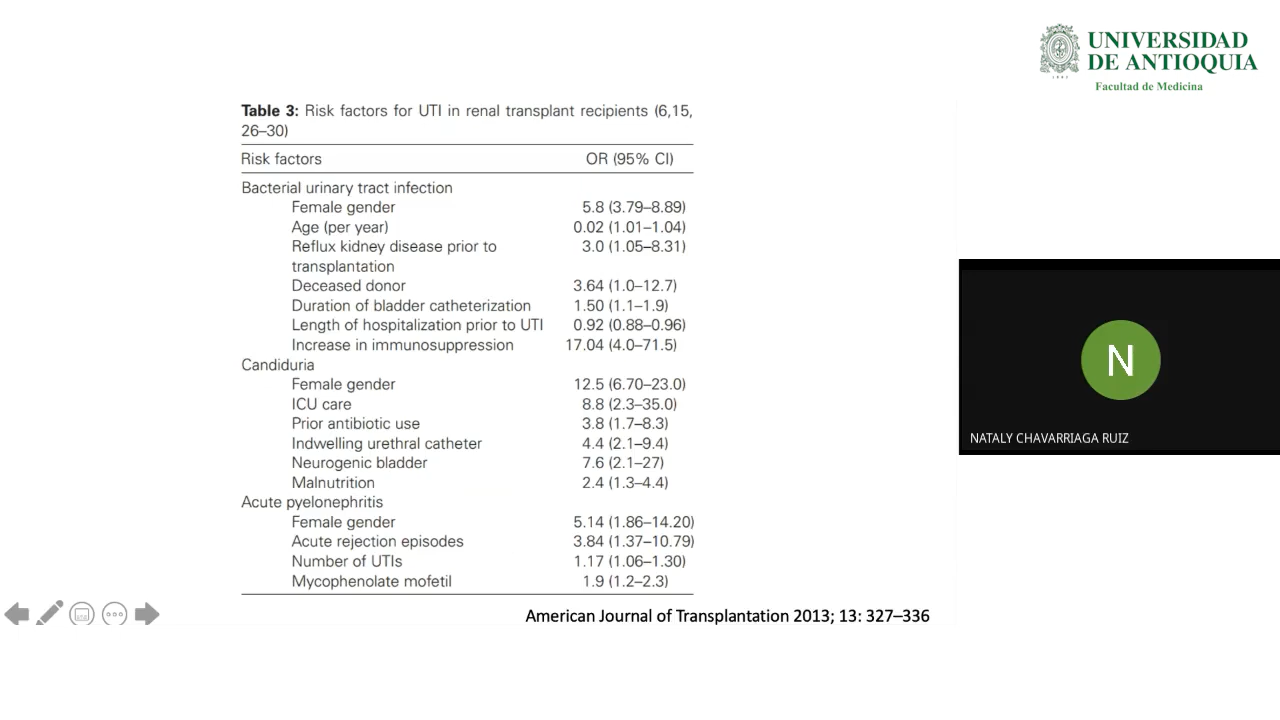 UNIVERSIDAD
DE ANTIOQUIA
Facultad de Medicina
Table 3: Risk factors for UTI in renal transplant recipients (6,15,
26–30)
Risk factors OR (95% CI)
Bacterial urinary tract infection
Female gender 5.8 (3.79–8.89)
Age (per year) 0.02 (1.01–1.04)
Reflux kidney disease prior to 3.0 (1.05–8.31)
transplantation
Deceased donor 3.64 (1.0–12.7)
Duration of bladder catheterization 1.50 (1.1–1.9)
Length of hospitalization prior to UTI 0.92 (0.88–0.96)
Increase in immunosuppression 17.04 (4.0–71.5)
Candiduria
Female gender 12.5 (6.70–23.0)
ICU care 8.8 (2.3–35.0)
Prior antibiotic use 3.8 (1.7–8.3)
Indwelling urethral catheter 4.4 (2.1–9.4)
Neurogenic bladder 7.6 (2.1–27)
Malnutrition 2.4 (1.3–4.4)
Acute pyelonephritis
Female gender 5.14 (1.86–14.20)
Acute rejection episodes 3.84 (1.37–10.79)
Number of UTIs 1.17 (1.06–1.30)
Mycophenolate mofetil 1.9 (1.2–2.3)
American Journal of Transplantation 2013; 13: 327–336
N
NATALY CHAVARRIAGA RUIZ